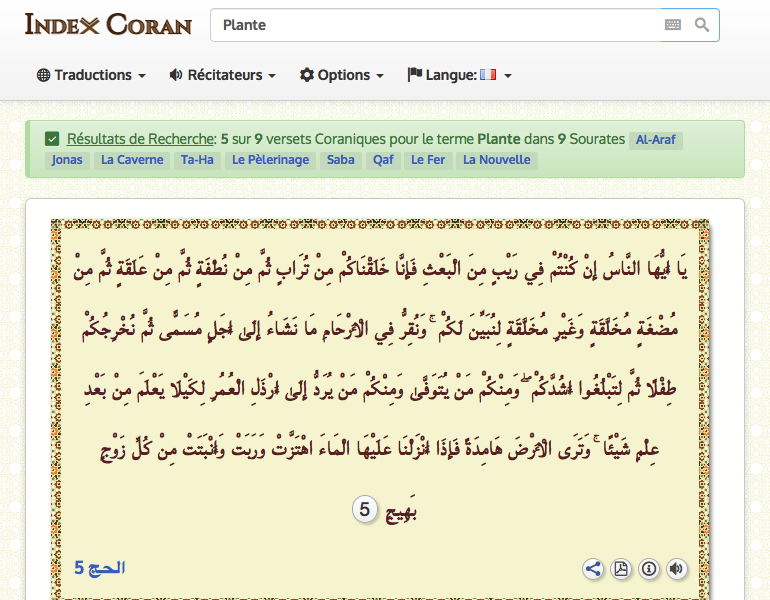 INDEX CORAN
Plante
Traductions
Récitateurs
Options
Langue:
Résultats de Recherche: 5 sur 9 versets Coraniques pour le terme Plante dans 9 Sourates Al-Araf
Jonas La Caverne Ta-Ha Le Pèlerinage Saba Qaf Le Fer La Nouvelle
يَا أَيُّهَا النَّاسُ إِنْ كُنْتُمْ فِي رَيْبٍ مِنَ الْبَعْثِ فَإِنَّا خَلَقْنَاكُمْ مِنْ تُرَابٍ ثُمَّ مِنْ نُطْفَةٍ ثُمَّ مِنْ عَلَقَةٍ ثُمَّ مِنْ
مُضْغَةٍ مُخَلَّقَةٍ وَغَيْرِ مُخَلَّقَةٍ لِنُبَيِّنَ لَكُمْ ۚ وَنُقِرُّ فِي الْأَرْحَامِ مَا نَشَاءُ إِلَىٰ أَجَلٍ مُسَمًّى ثُمَّ نُخْرِجُكُمْ
طِفْلًا ثُمَّ لِتَبْلُغُوا أَشُدَّكُمْ ۖ وَمِنْكُمْ مَنْ يُتَوَفَّىٰ وَمِنْكُمْ مَنْ يُرَدُّ إِلَىٰ أَرْذَلِ الْعُمُرِ لِكَيْلَا يَعْلَمَ مِنْ بَعْدِ
عِلْمٍ شَيْئًا ۚ وَتَرَى الْأَرْضَ هَامِدَةً فَإِذَا أَنْزَلْنَا عَلَيْهَا الْمَاءَ اهْتَزَّتْ وَرَبَتْ وَأَنْبَتَتْ مِنْ كُلِّ زَوْجٍ
بَهِيجٍ 5
الحج 5